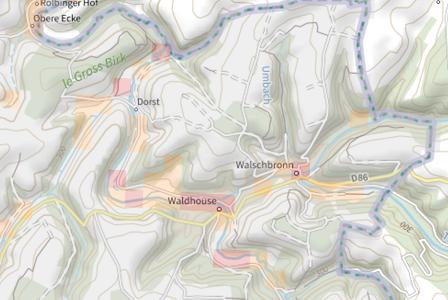 Rolbinger Hof
Obere Ecke
le Gross Birk
Umbach
Dorst
Walschbronn
D86
Waldhouse
300